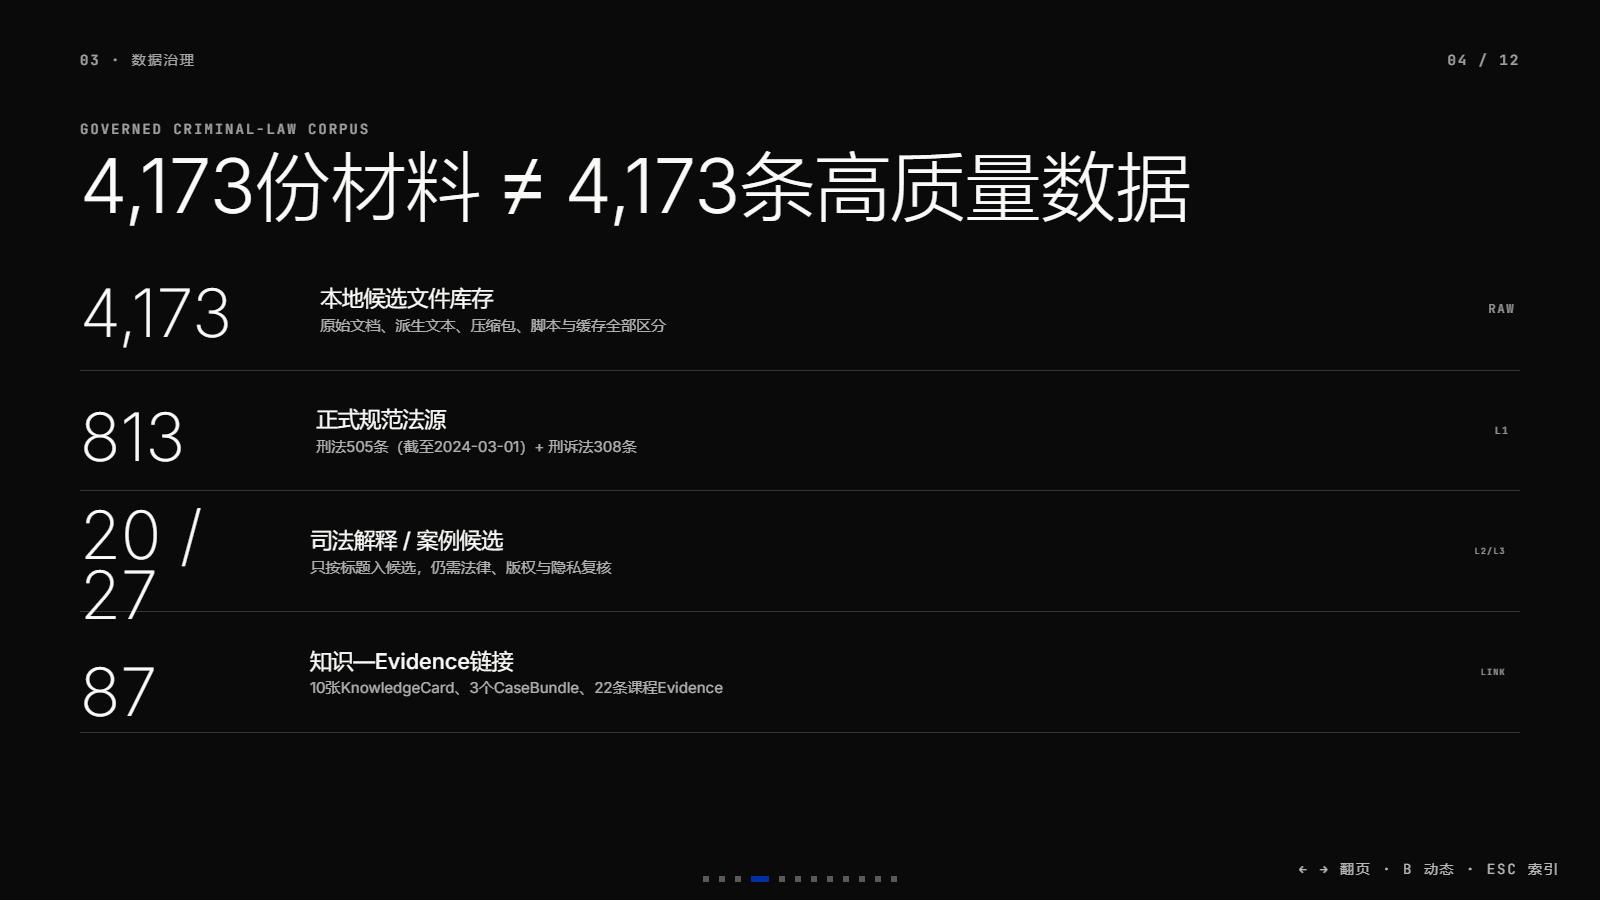 03 · 数据治理
04 / 12
GOVERNED CRIMINAL-LAW CORPUS
4,173份材料 ≠ 4,173条高质量数据
4,173
本地候选文件库存
原始文档、派生文本、压缩包、脚本与缓存全部区分
RAW
813
正式规范法源
刑法505条（截至2024-03-01）+ 刑诉法308条
L1
20 /
27
司法解释 / 案例候选
只按标题入候选，仍需法律、版权与隐私复核
L2/L3
87
知识—Evidence链接
10张KnowledgeCard、3个CaseBundle、22条课程Evidence
LINK
← → 翻页 · B 动态 · ESC 索引